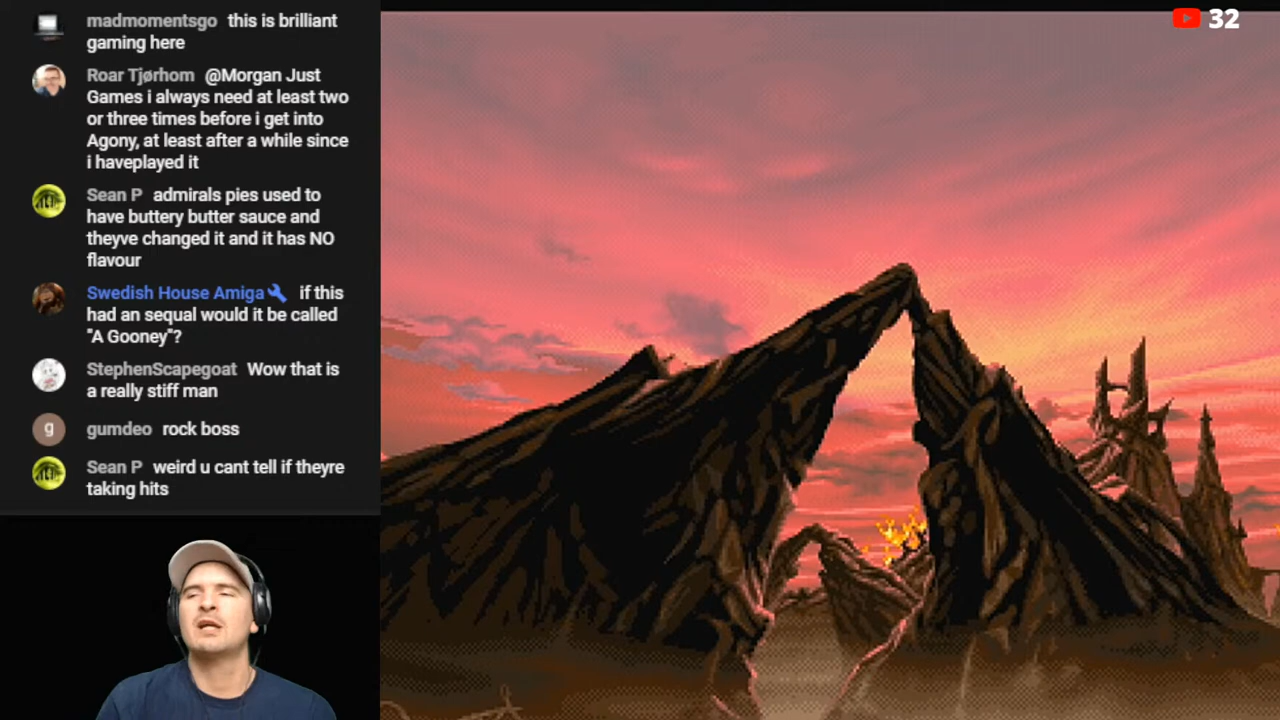 32
madmomentsgo this is brilliant
gaming here
Roar Tjørhom @Morgan Just
Games i always need at least two
or three times before i get into
Agony, at least after a while since
i haveplayed it
Sean P admirals pies used to
have buttery butter sauce and
theyve changed it and it has NO
flavour
Swedish House Amiga if this
had an sequal would it be called
"A Gooney"?
StephenScapegoat Wow that is
a really stiff man
g
gumdeo rock boss
Sean P weird u cant tell if theyre
taking hits